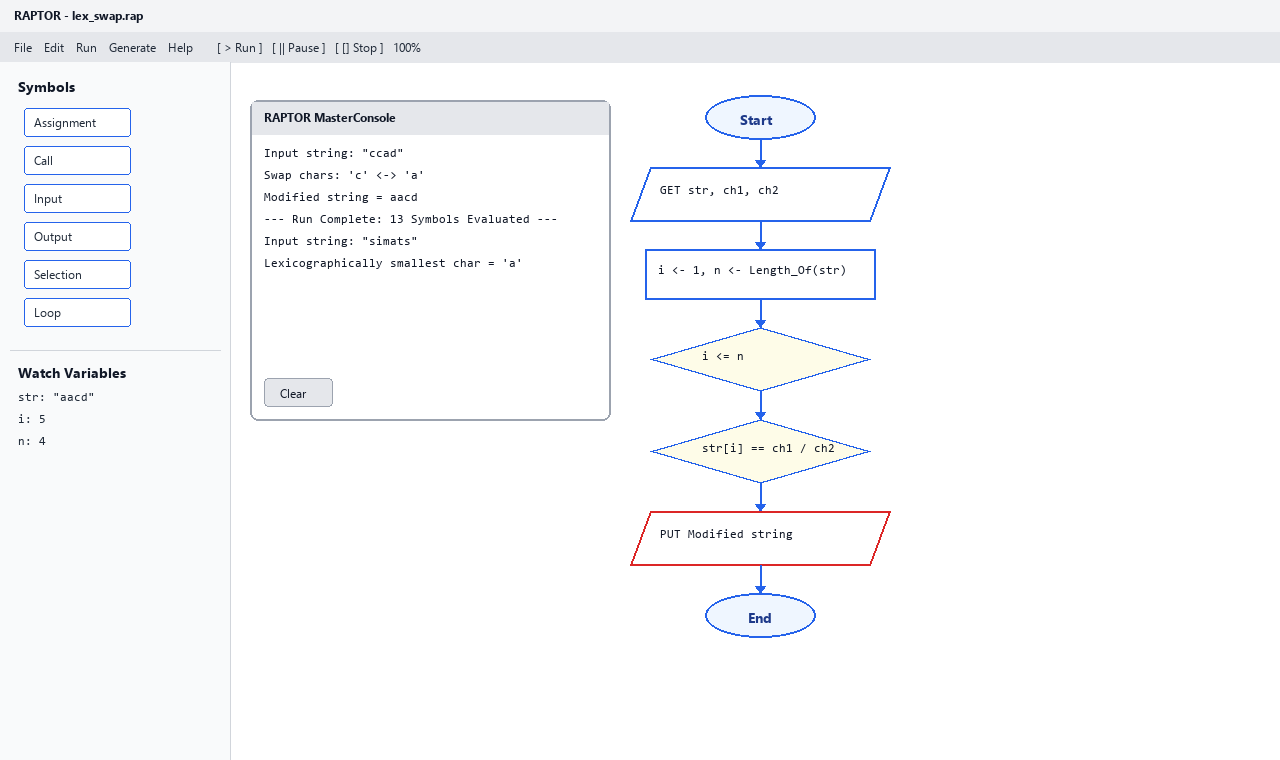 RAPTOR - lex_swap.rap
File Edit Run Generate Help [ > Run ] [ || Pause ] [ [] Stop ] 100%
Symbols
Assignment
Call
Input
Output
Selection
Loop
Watch Variables
str: "aacd"
i: 5
n: 4
RAPTOR MasterConsole
Input string: "ccad"
Swap chars: 'c' <-> 'a'
Modified string = aacd
--- Run Complete: 13 Symbols Evaluated ---
Input string: "simats"
Lexicographically smallest char = 'a'
Clear
Start
GET str, ch1, ch2
i <- 1, n <- Length_Of(str)
i <= n
str[i] == ch1 / ch2
PUT Modified string
End